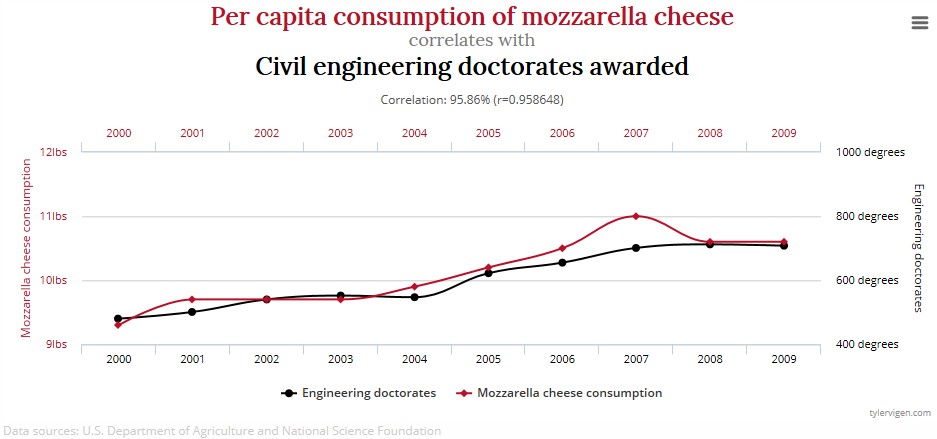 Per capita consumption of mozzarella cheese
correlates with
Civil engineering doctorates awarded
Correlation: 95.86% (r=0.958648)
2000 2001 2002 2003 2004 2005 2006 2007 2008 2009
12lbs 1000 degrees
Mozzarella cheese consumption
Engineering doctorates
11lbs 800 degrees
10lbs 600 degrees
9lbs 400 degrees
2000 2001 2002 2003 2004 2005 2006 2007 2008 2009
Engineering doctorates Mozzarella cheese consumption
tylervigen.com
Data sources: U.S. Department of Agriculture and National Science Foundation